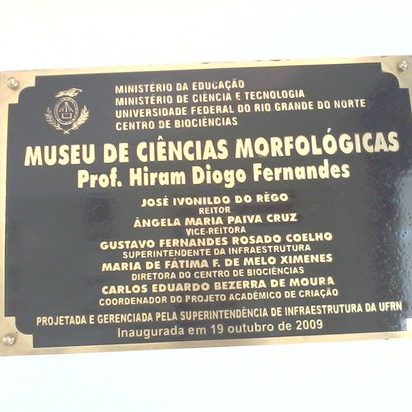 MINISTÉRIO DA EDUCAÇÃO
MINISTÉRIO DE CIÊNCIA E TECNOLOGIA
UNIVERSIDADE FEDERAL DO RIO GRANDE DO NORTE
CENTRO DE BIOCIÊNCIAS
MUSEU DE CIÊNCIAS MORFOLÓGICAS
Prof. Hiram Diogo Fernandes
JOSÉ IVONILDO DO RÊGO
REITOR
ÂNGELA MARIA PAIVA CRUZ
VICE-REITORA
GUSTAVO FERNANDES ROSADO COELHO
SUPERINTENDENTE DA INFRAESTRUTURA
MARIA DE FÁTIMA F. DE MELO XIMENES
DIRETORA DO CENTRO DE BIOCIÊNCIAS
CARLOS EDUARDO BEZERRA DE MOURA
COORDENADOR DO PROJETO ACADÊMICO DE CRIAÇÃO
PROJETADA E GERENCIADA PELA SUPERINTENDÊNCIA DE INFRAESTRUTURA DA UFRN
Inaugurada em 19 outubro de 2009